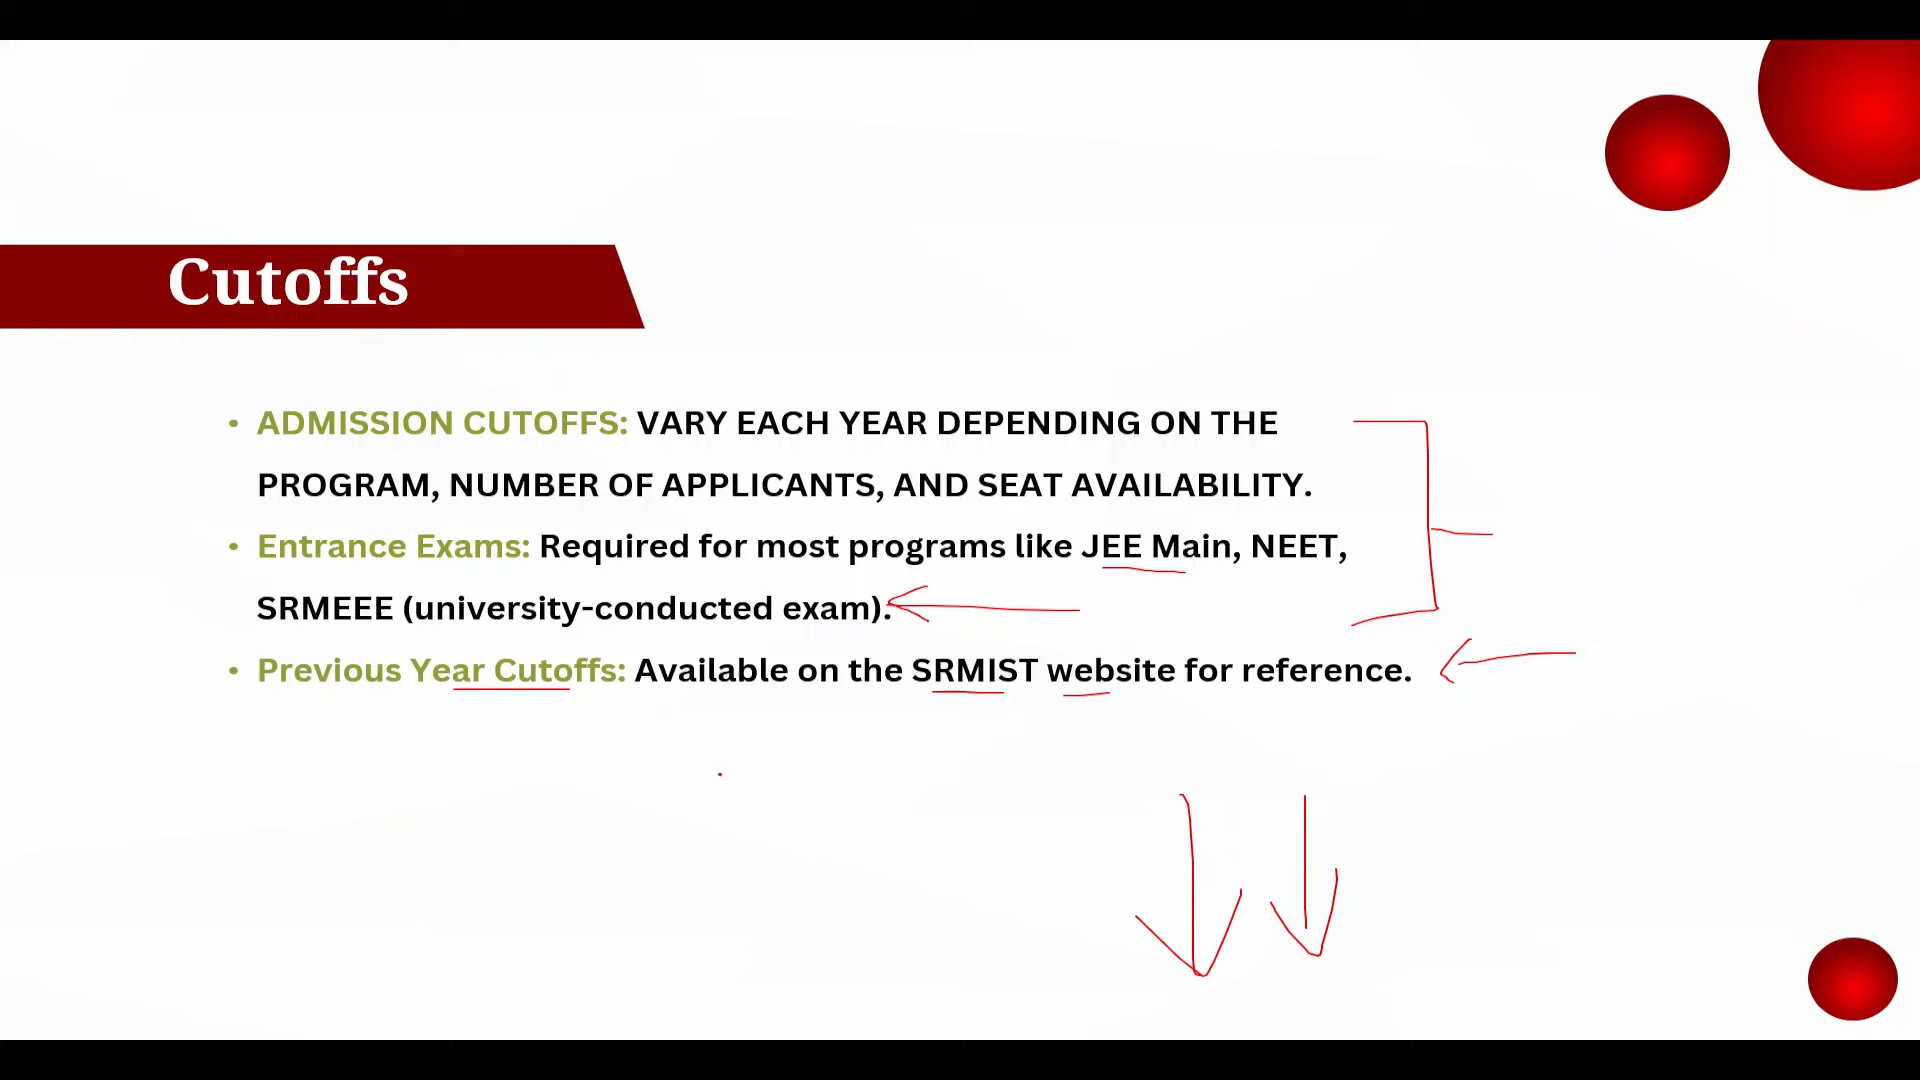 Cutoffs
• ADMISSION CUTOFFS: VARY EACH YEAR DEPENDING ON THE
PROGRAM, NUMBER OF APPLICANTS, AND SEAT AVAILABILITY.
• Entrance Exams: Required for most programs like JEE Main, NEET,
SRMEEE (university-conducted exam).
• Previous Year Cutoffs: Available on the SRMIST website for reference.